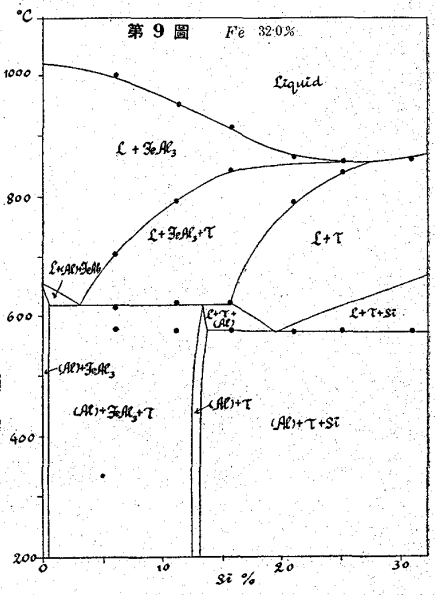 °C
第9圖 Fe 32.0%
1000
Liquid
L + FeAl₃
800
L+FeAl₃+τ
L+τ
L+(Al)+FeAl₃
600
L+τ+
(Al)
L+τ+Si
(Al)+FeAl₃
(Al)+FeAl₃+τ
(Al)+τ
(Al)+τ+Si
400
200
0
10
20
30
Si %